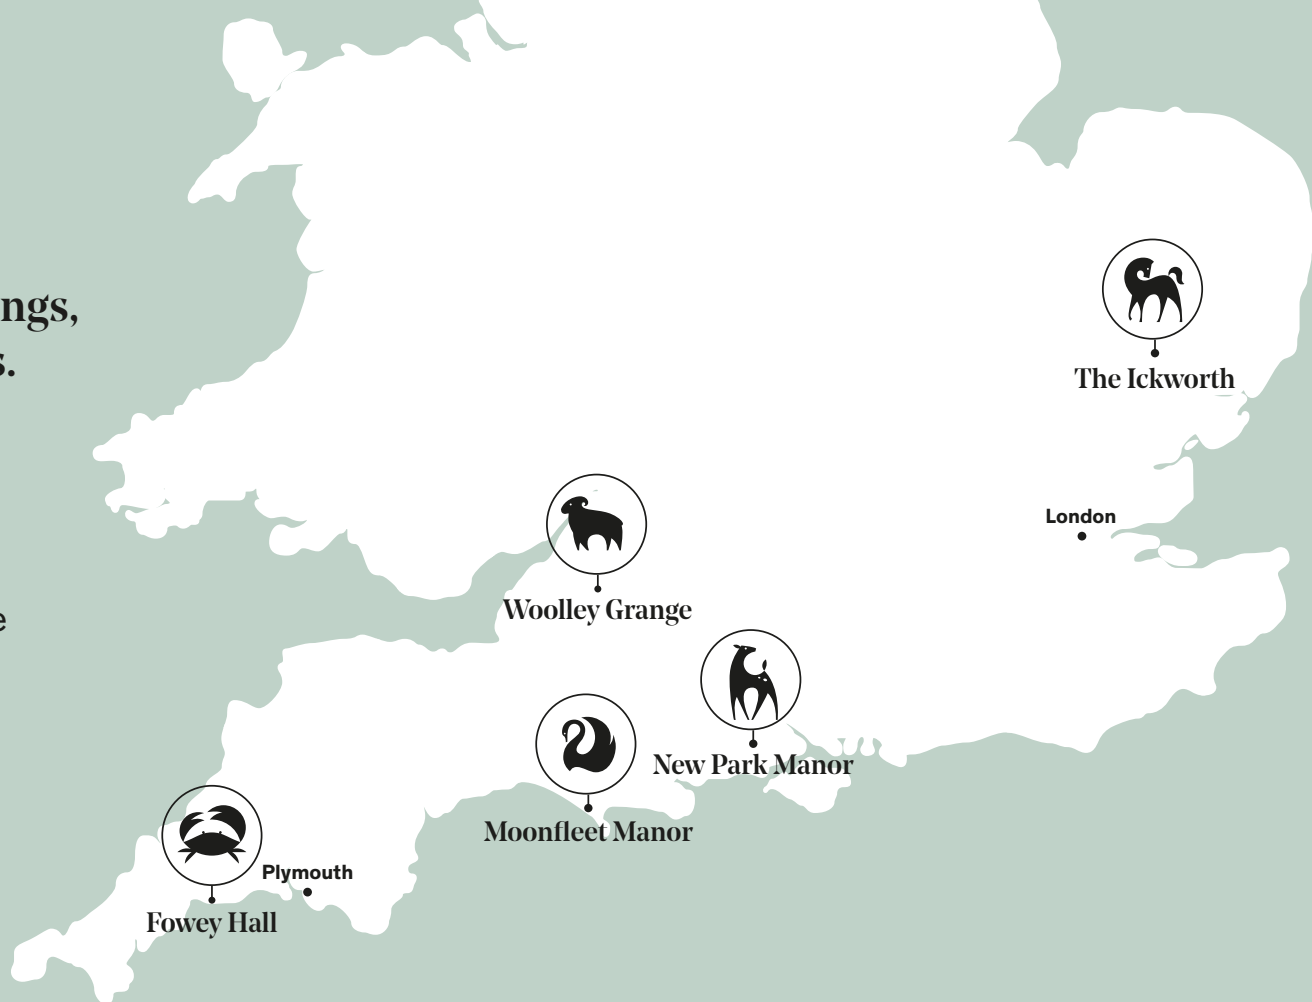 ngs,
s.
e
The Ickworth
London
Woolley Grange
New Park Manor
Moonfleet Manor
Plymouth
Fowey Hall